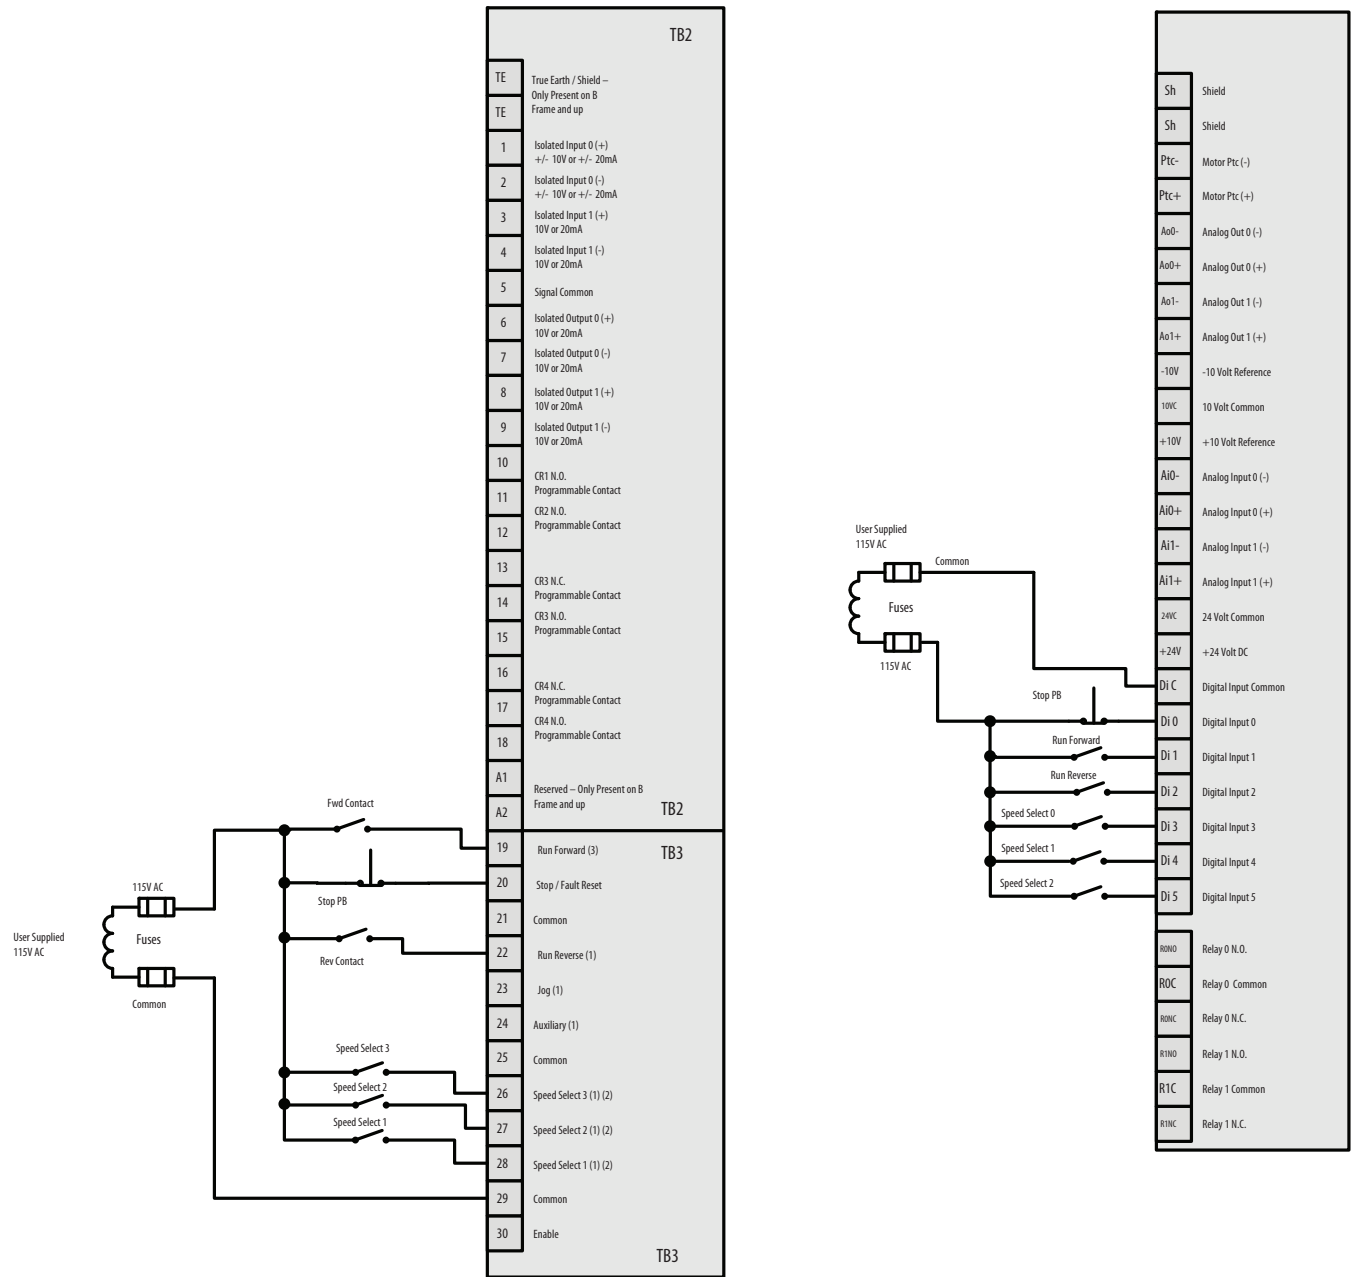 TB2
TE
True Earth / Shield –
Only Present on B
TE
Frame and up
1
Isolated Input 0 (+)
+/- 10V or +/- 20mA
2
Isolated Input 0 (-)
+/- 10V or +/- 20mA
3
Isolated Input 1 (+)
10V or 20mA
4
Isolated Input 1 (-)
10V or 20mA
5
Signal Common
6
Isolated Output 0 (+)
10V or 20mA
7
Isolated Output 0 (-)
10V or 20mA
8
Isolated Output 1 (+)
10V or 20mA
9
Isolated Output 1 (-)
10V or 20mA
10
CR1 N.O.
Programmable Contact
11
CR2 N.O.
Programmable Contact
12
13
CR3 N.C.
Programmable Contact
14
CR3 N.O.
Programmable Contact
15
16
CR4 N.C.
Programmable Contact
17
CR4 N.O.
Programmable Contact
18
A1
Reserved – Only Present on B
Frame and up
A2
TB2
19
Run Forward (3)
TB3
20
Stop / Fault Reset
21
Common
22
Run Reverse (1)
23
Jog (1)
24
Auxiliary (1)
25
Common
26
Speed Select 3 (1) (2)
27
Speed Select 2 (1) (2)
28
Speed Select 1 (1) (2)
29
Common
30
Enable
TB3
Fwd Contact
Stop PB
Rev Contact
Speed Select 3
Speed Select 2
Speed Select 1
115V AC
User Supplied
115V AC
Fuses
Common
Sh
Shield
Sh
Shield
Ptc-
Motor Ptc (-)
Ptc+
Motor Ptc (+)
Ao0-
Analog Out 0 (-)
Ao0+
Analog Out 0 (+)
Ao1-
Analog Out 1 (-)
Ao1+
Analog Out 1 (+)
-10V
-10 Volt Reference
10VC
10 Volt Common
+10V
+10 Volt Reference
Ai0-
Analog Input 0 (-)
Ai0+
Analog Input 0 (+)
Ai1-
Analog Input 1 (-)
Ai1+
Analog Input 1 (+)
24VC
24 Volt Common
+24V
+24 Volt DC
Di C
Digital Input Common
Di 0
Digital Input 0
Di 1
Digital Input 1
Di 2
Digital Input 2
Di 3
Digital Input 3
Di 4
Digital Input 4
Di 5
Digital Input 5
R0NO
Relay 0 N.O.
R0C
Relay 0 Common
R0NC
Relay 0 N.C.
R1NO
Relay 1 N.O.
R1C
Relay 1 Common
R1NC
Relay 1 N.C.
User Supplied
115V AC
Common
Fuses
115V AC
Stop PB
Run Forward
Run Reverse
Speed Select 0
Speed Select 1
Speed Select 2